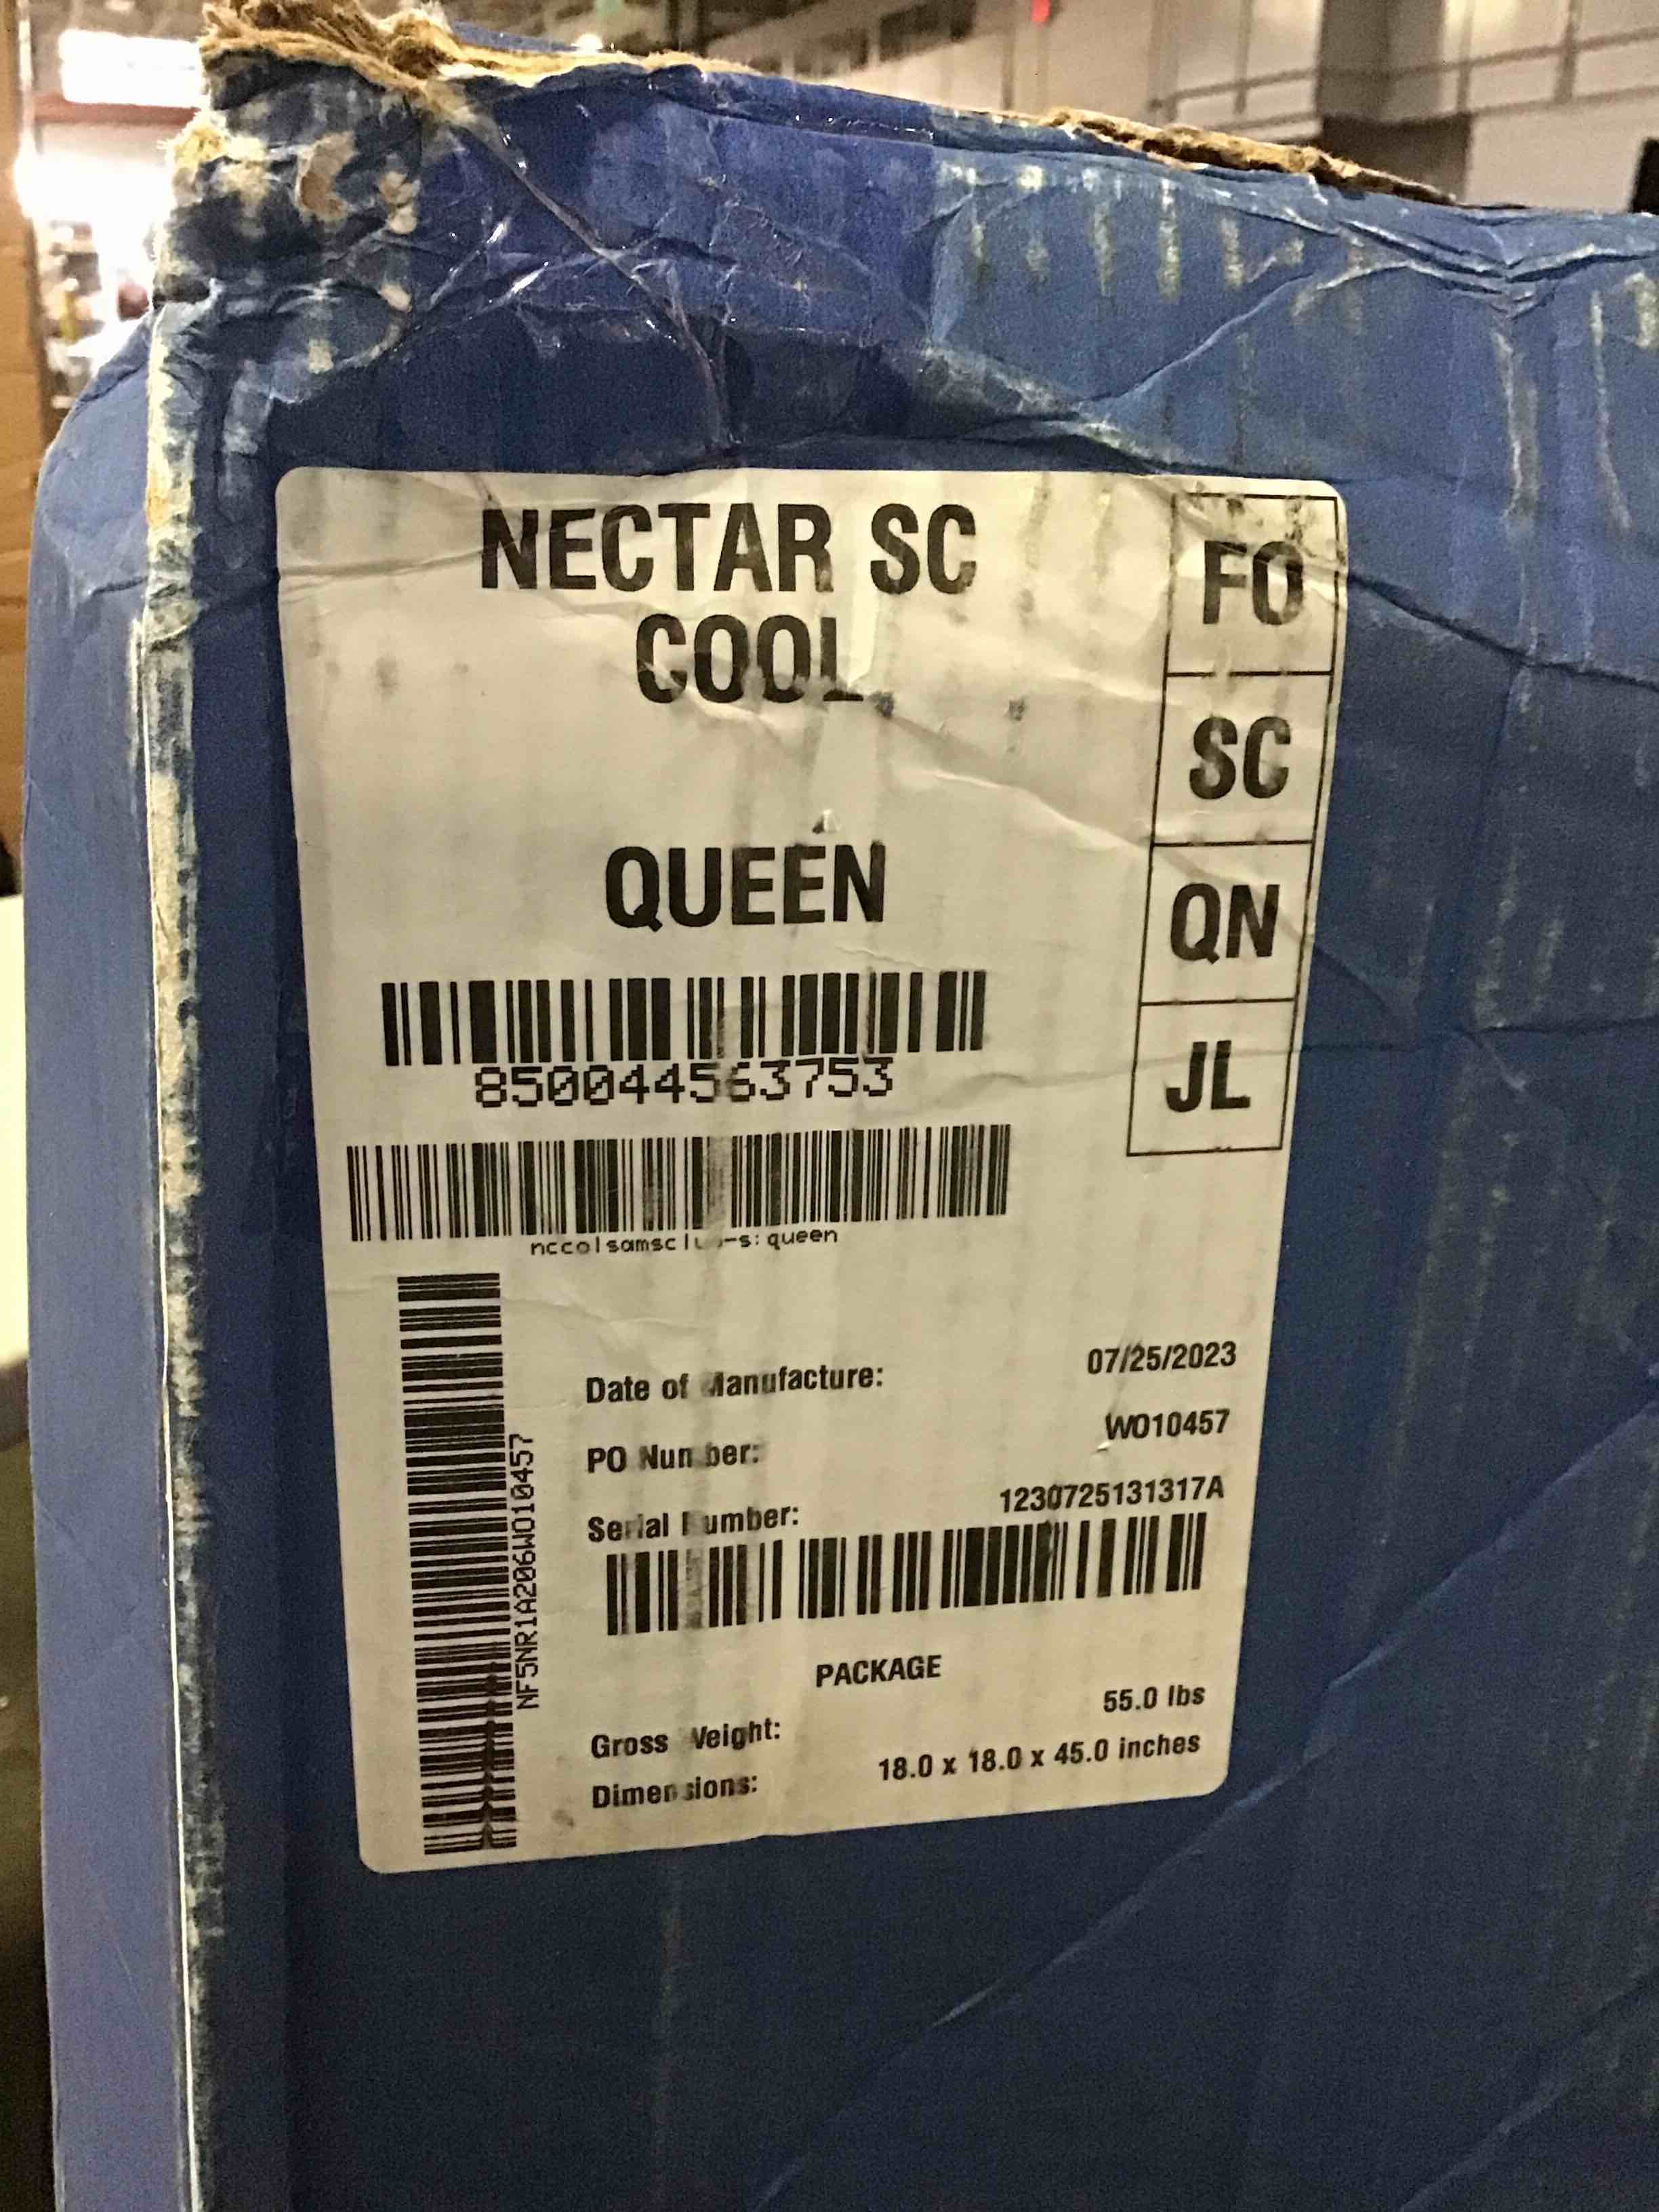 NECTAR SC
COOL
QUEEN
FO
SC
QN
JL
850044563753
NF5NR1A206W010457
Date of Manufacture: 07/25/2023
PO Number: W010457
Serial Number: 1230725131317A
PACKAGE
Gross Weight: 55.0 lbs
Dimensions: 18.0 x 18.0 x 45.0 inches